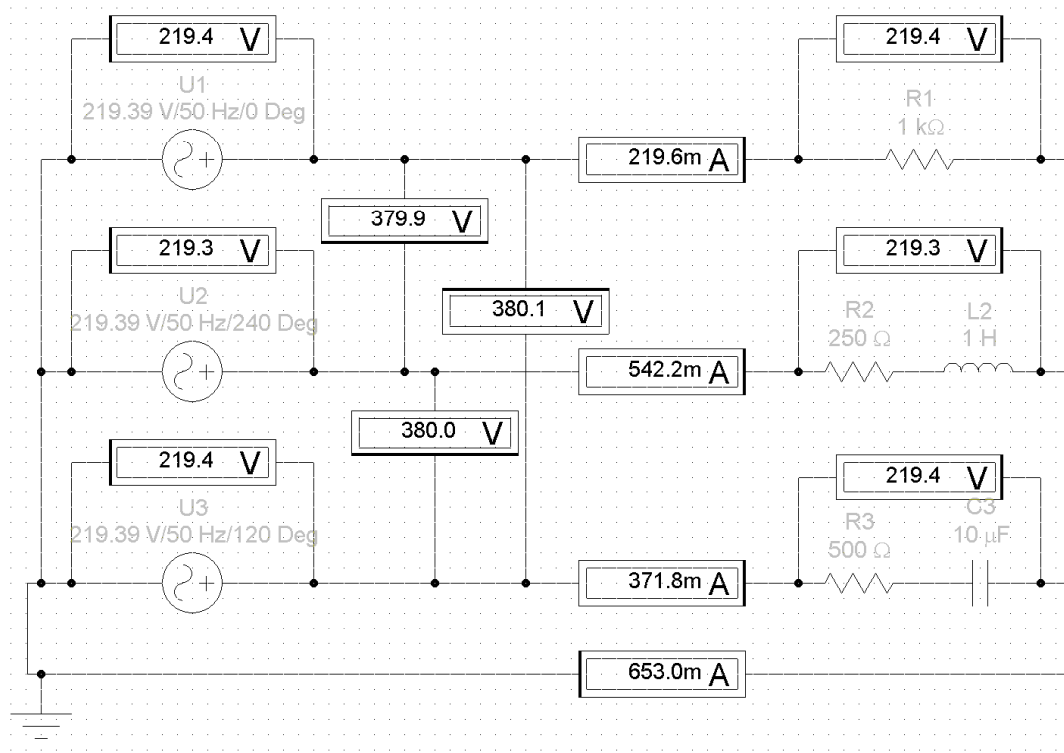 219.4 V
219.4 V
U1
219.39 V/50 Hz/0 Deg
R1
1 kΩ
219.6m A
379.9 V
219.3 V
219.3 V
U2
219.39 V/50 Hz/240 Deg
380.1 V
R2
250 Ω
L2
1 H
542.2m A
380.0 V
219.4 V
219.4 V
U3
219.39 V/50 Hz/120 Deg
R3
500 Ω
C3
10 µF
371.8m A
653.0m A